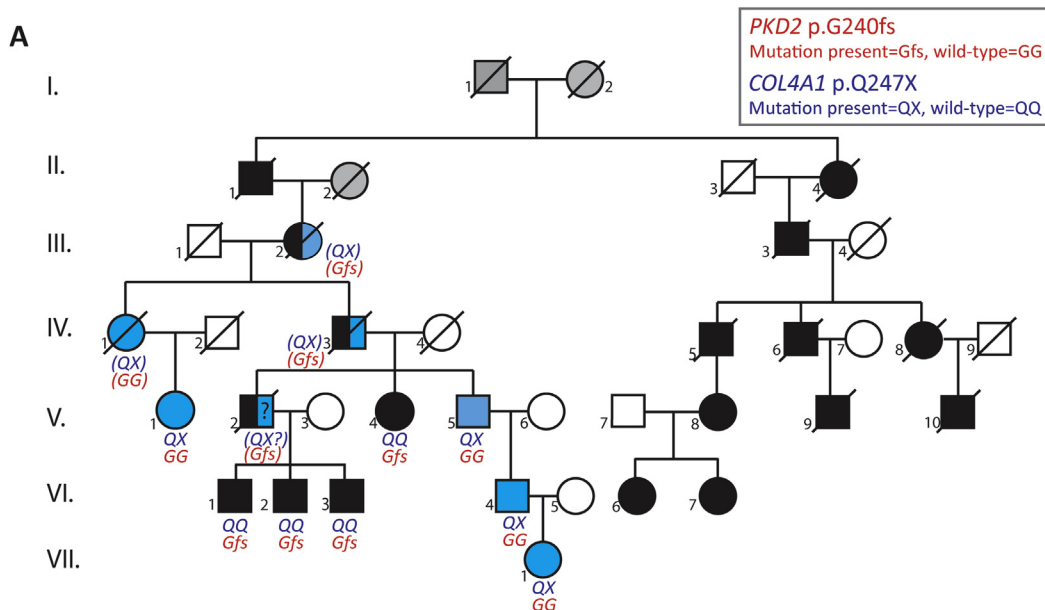 A
PKD2 p.G240fs
Mutation present=Gfs, wild-type=GG
COL4A1 p.Q247X
Mutation present=QX, wild-type=QQ
I.
1 2
II.
1 2 3 4
III.
1 2 3 4
(QX)
(Gfs)
IV.
1 2 3 4 5 6 7 8 9
(QX) (QX)
(GG) (Gfs)
V.
1 2 ? 3 4 5 6 7 8 9 10
QX (QX?) QQ QX
GG (Gfs) Gfs GG
VI.
1 2 3 4 5 6 7
QQ QQ QQ QX
Gfs Gfs Gfs GG
VII.
1
QX
GG